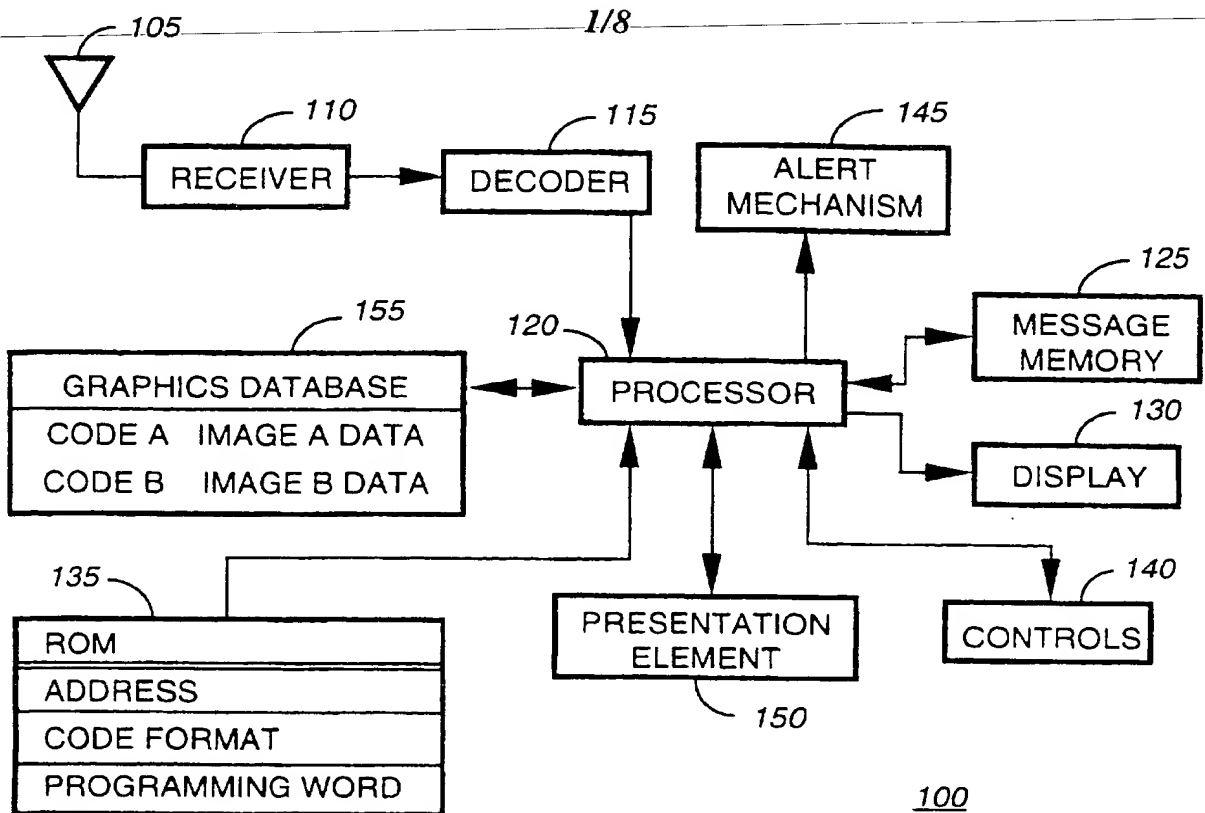 1/8
105
110
RECEIVER
115
DECODER
145
ALERT
MECHANISM
125
MESSAGE
MEMORY
155
GRAPHICS DATABASE
CODE A IMAGE A DATA
CODE B IMAGE B DATA
120
PROCESSOR
130
DISPLAY
135
ROM
ADDRESS
CODE FORMAT
PROGRAMMING WORD
PRESENTATION
ELEMENT
150
140
CONTROLS
100